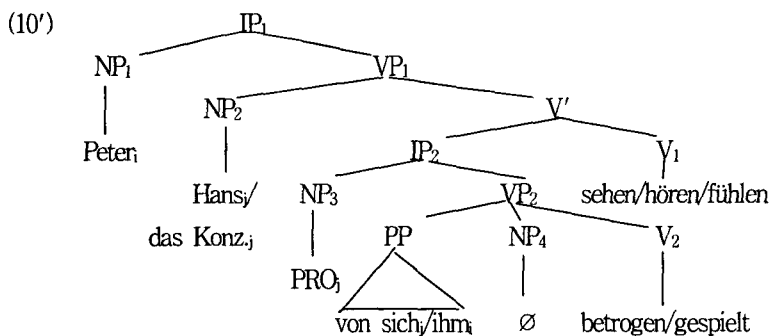 (10′) IP₁
NP₁ VP₁
NP₂ V′
Peterᵢ IP₂ V₁
Hansⱼ/ NP₃ VP₂ sehen/hören/fühlen
das Konz.ⱼ PP NP₄ V₂
PROⱼ
von sichⱼ/ihmᵢ ∅ betrogen/gespielt